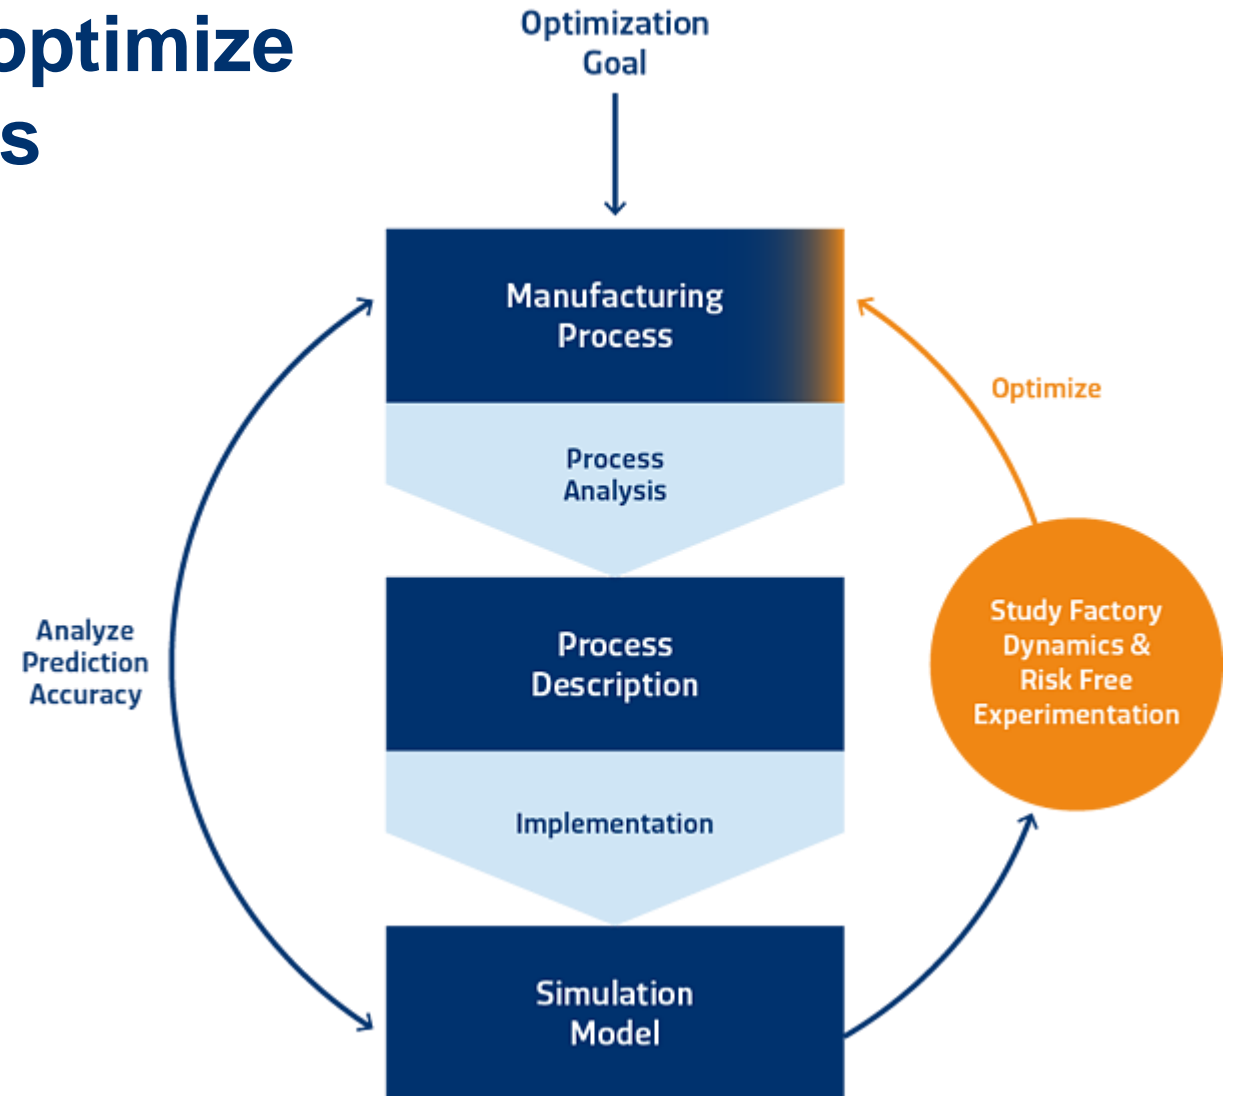 optimize
s
Optimization
Goal
Manufacturing
Process
Optimize
Process
Analysis
Analyze
Prediction
Accuracy
Process
Description
Study Factory
Dynamics &
Risk Free
Experimentation
Implementation
Simulation
Model